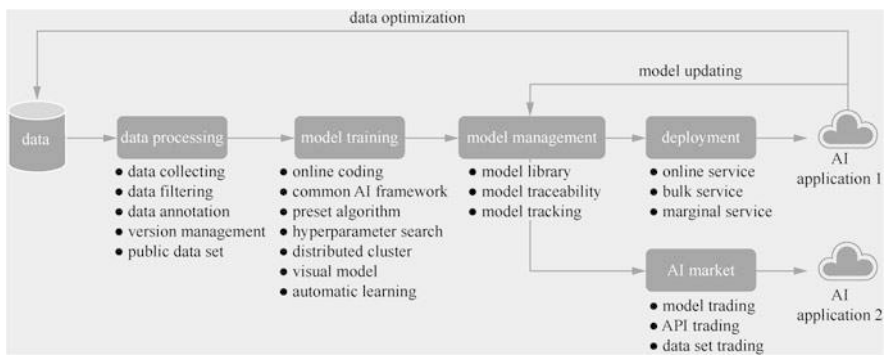 data optimization
model updating
data
data processing
● data collecting
● data filtering
● data annotation
● version management
● public data set
model training
● online coding
● common AI framework
● preset algorithm
● hyperparameter search
● distributed cluster
● visual model
● automatic learning
model management
● model library
● model traceability
● model tracking
deployment
● online service
● bulk service
● marginal service
AI
application 1
AI market
● model trading
● API trading
● data set trading
AI
application 2